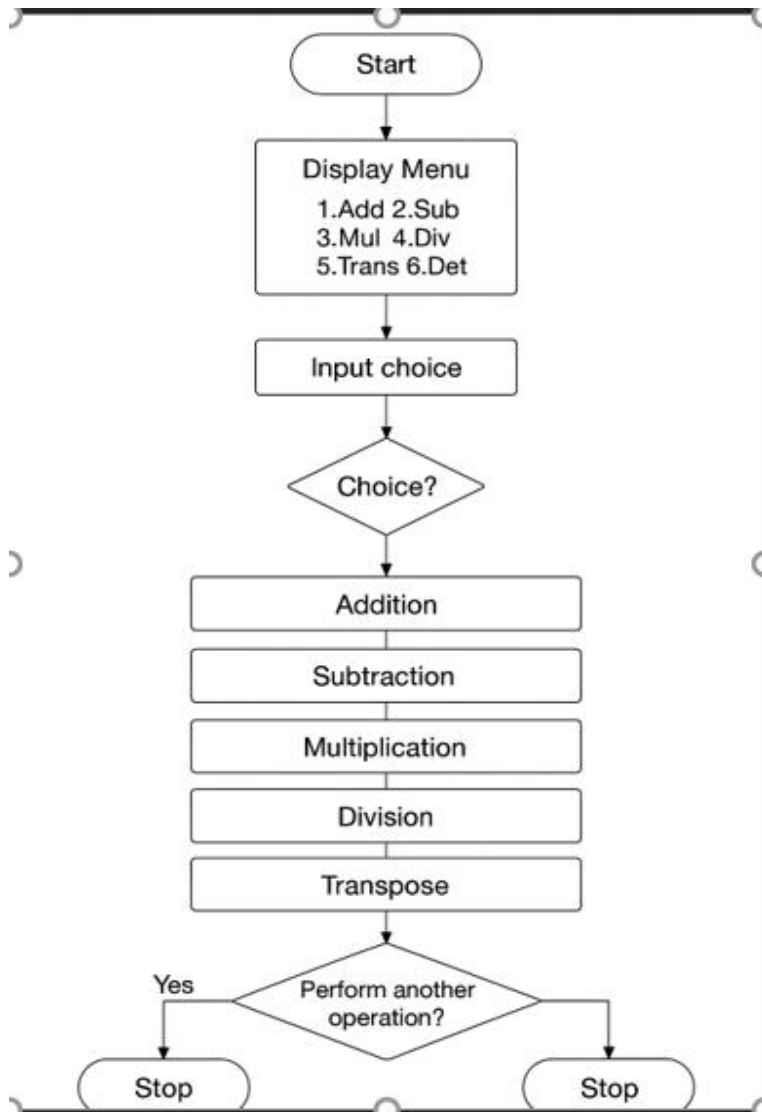 Start
Display Menu
1.Add 2.Sub
3.Mul 4.Div
5.Trans 6.Det
Input choice
Choice?
Addition
Subtraction
Multiplication
Division
Transpose
Yes
Perform another
operation?
Stop
Stop